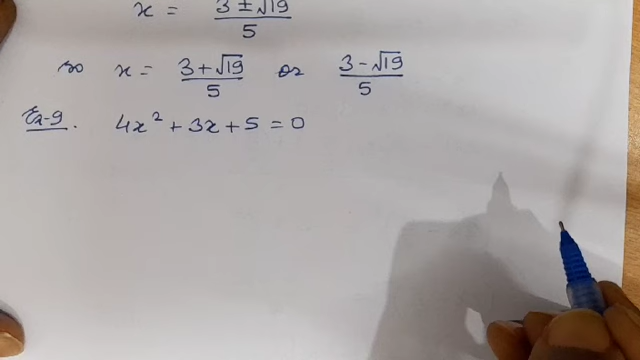 x = 3 ± √19 / 5
so x = 3 + √19 / 5 or 3 - √19 / 5
Ex-9. 4x² + 3x + 5 = 0